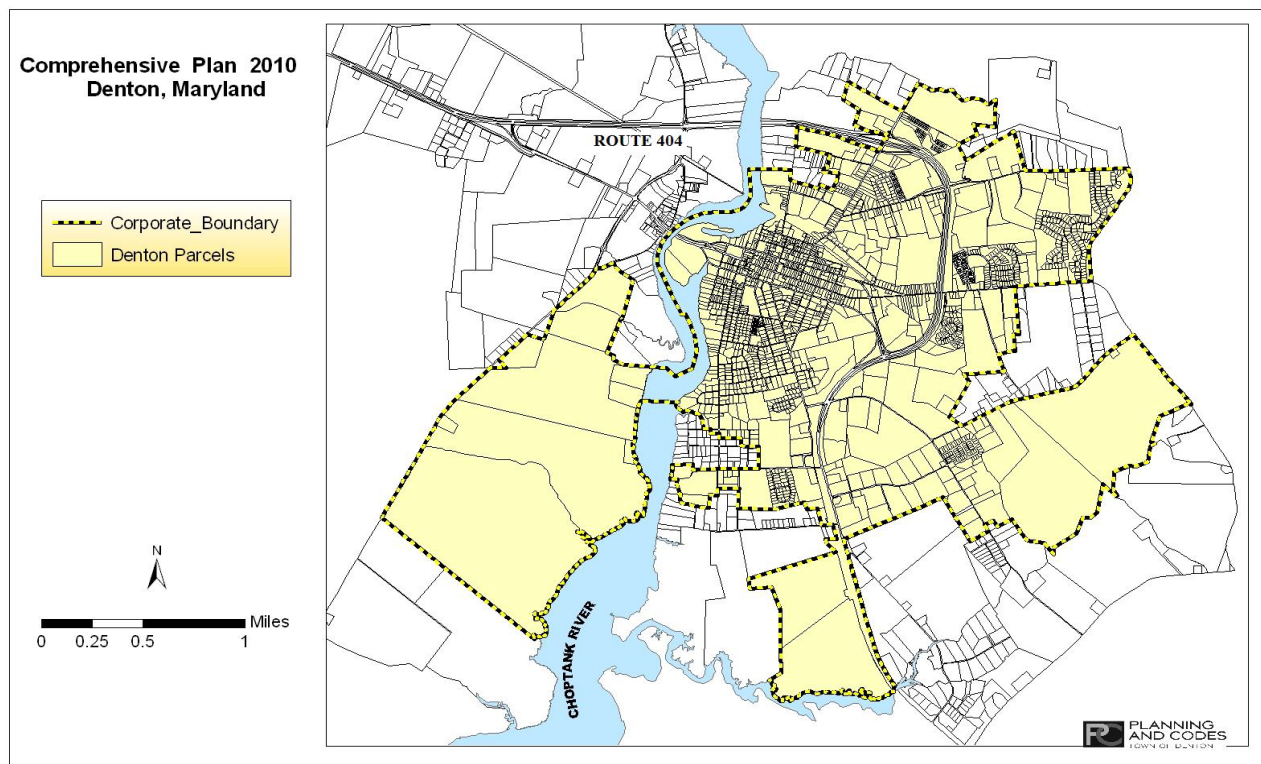 Comprehensive Plan 2010
Denton, Maryland
Corporate_Boundary
Denton Parcels
N
Miles
0 0.25 0.5 1
ROUTE 404
CHOPTANK RIVER
PC PLANNING
AND CODES
TOWN OF DENTON